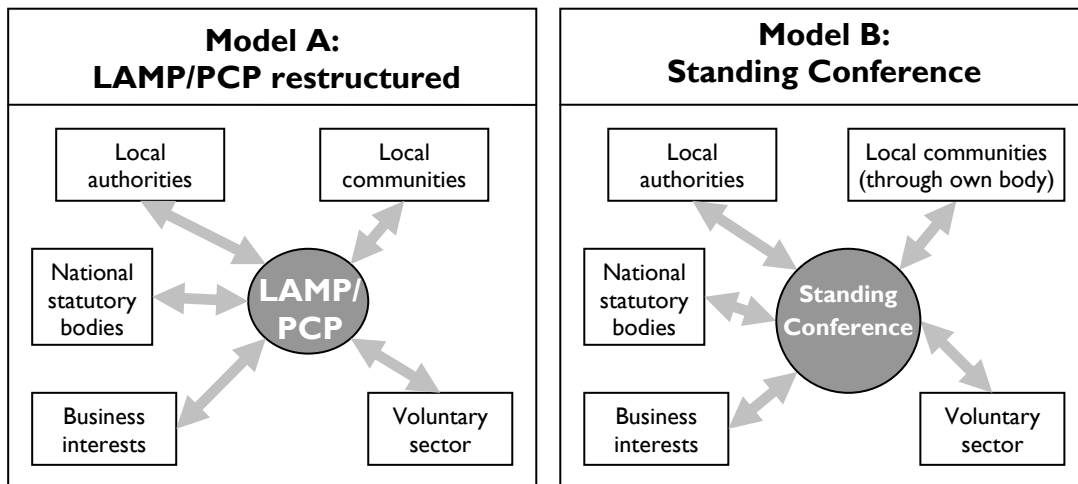 Model A:
LAMP/PCP restructured
Local
authorities
Local
communities
National
statutory
bodies
LAMP/
PCP
Business
interests
Voluntary
sector
Model B:
Standing Conference
Local
authorities
Local communities
(through own body)
National
statutory
bodies
Standing
Conference
Business
interests
Voluntary
sector